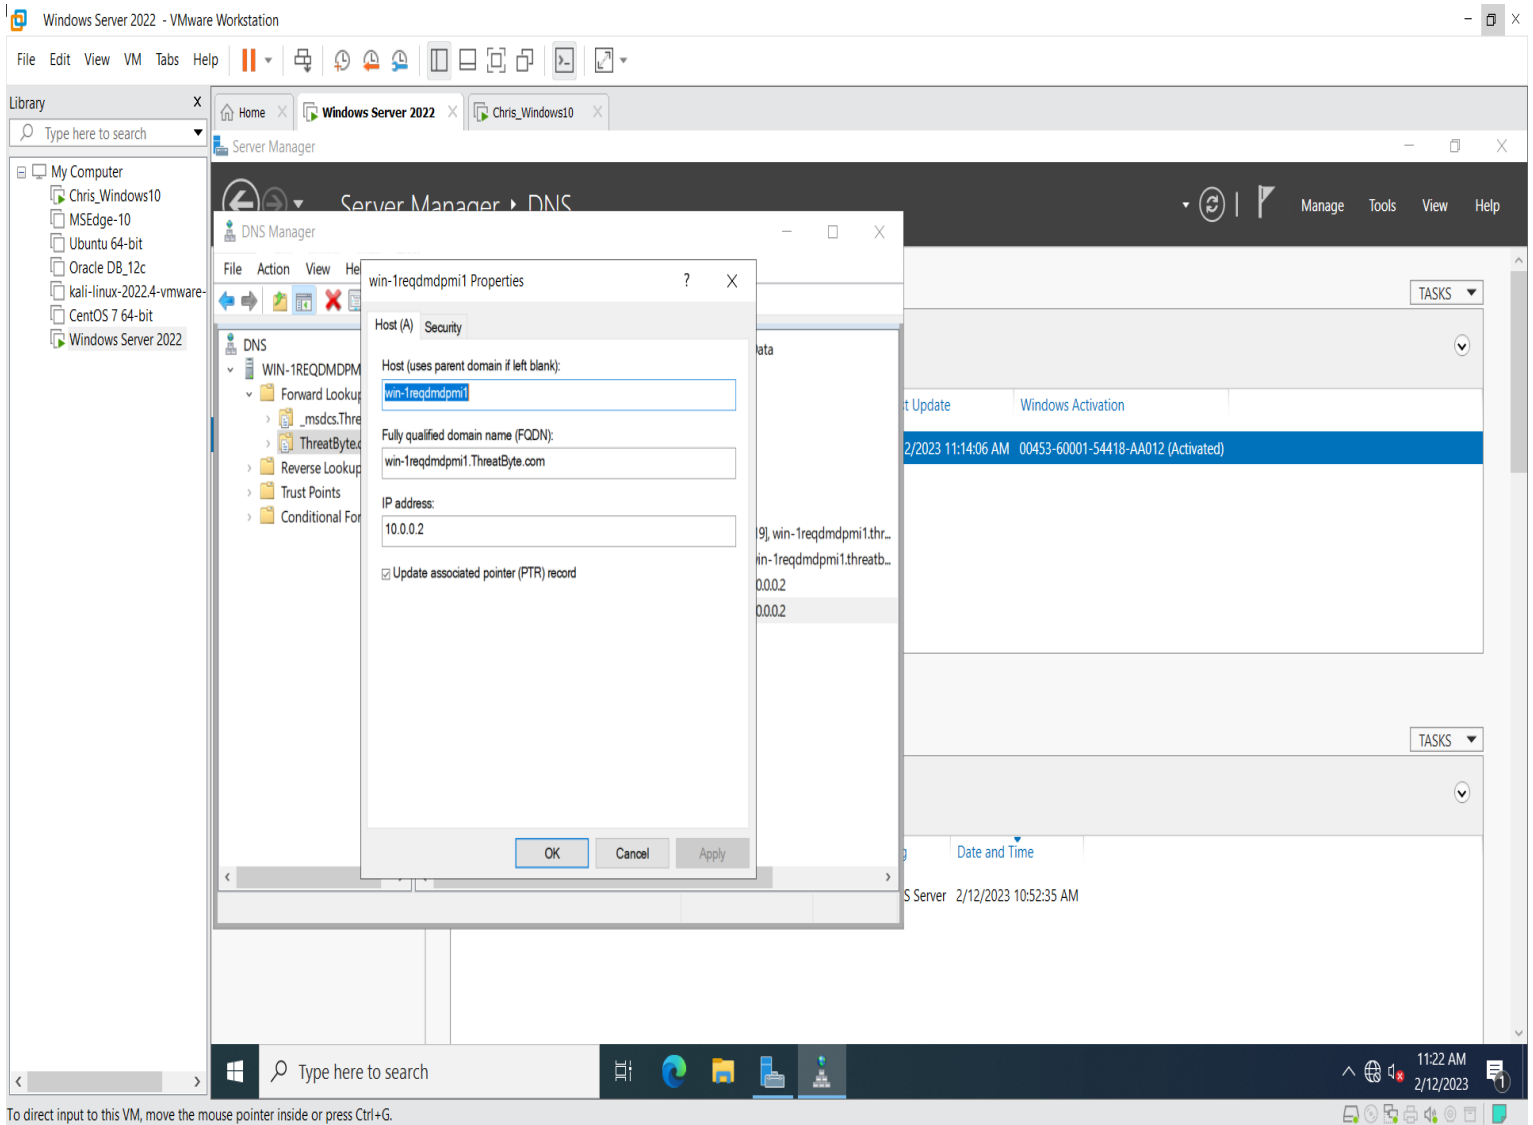 Windows Server 2022 - VMware Workstation
File Edit View VM Tabs Help
Library X
Type here to search
Home
Windows Server 2022
Chris_Windows10
My Computer
Chris_Windows10
MSEdge-10
Ubuntu 64-bit
Oracle DB_12c
kali-linux-2022.4-vmware-
CentOS 7 64-bit
Windows Server 2022
Server Manager
Server Manager DNS
Manage Tools View Help
DNS Manager
File Action View He
win-1reqdmdpmi1 Properties ?
Host (A) Security
Host (uses parent domain if left blank):
win-1reqdmdpmi1
Fully qualified domain name (FQDN):
win-1reqdmdpmi1.ThreatByte.com
IP address:
10.0.0.2
Update associated pointer (PTR) record
OK Cancel Apply
DNS
WIN-1REQDMDPM
Forward Lookup
_msdcs.Thre
ThreatByte.c
Reverse Lookup
Trust Points
Conditional For
ata
19], win-1reqdmdpmi1.thr...
in-1reqdmdpmi1.threatb...
0.0.0.2
0.0.0.2
TASKS
t Update Windows Activation
2/2023 11:14:06 AM 00453-60001-54418-AA012 (Activated)
TASKS
g Date and Time
S Server 2/12/2023 10:52:35 AM
Type here to search
11:22 AM
2/12/2023
1
To direct input to this VM, move the mouse pointer inside or press Ctrl+G.